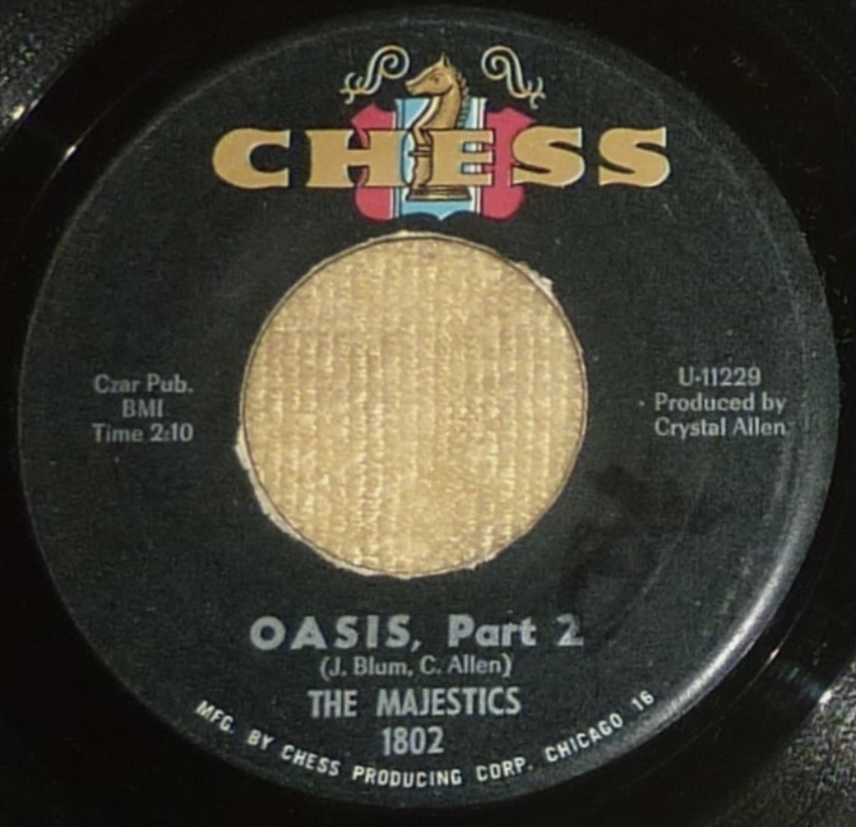 CHESS
Czar Pub.
BMI
Time 2:10
U-11229
Produced by
Crystal Allen
OASIS, Part 2
(J. Blum, C. Allen)
THE MAJESTICS
1802
MFG. BY CHESS PRODUCING CORP. CHICAGO 16